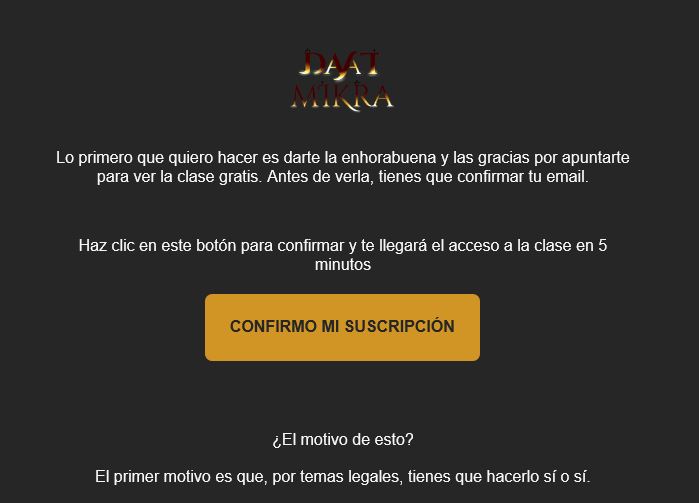 DAAT
MIKRA
Lo primero que quiero hacer es darte la enhorabuena y las gracias por apuntarte
para ver la clase gratis. Antes de verla, tienes que confirmar tu email.
Haz clic en este botón para confirmar y te llegará el acceso a la clase en 5
minutos
CONFIRMO MI SUSCRIPCIÓN
¿El motivo de esto?
El primer motivo es que, por temas legales, tienes que hacerlo sí o sí.